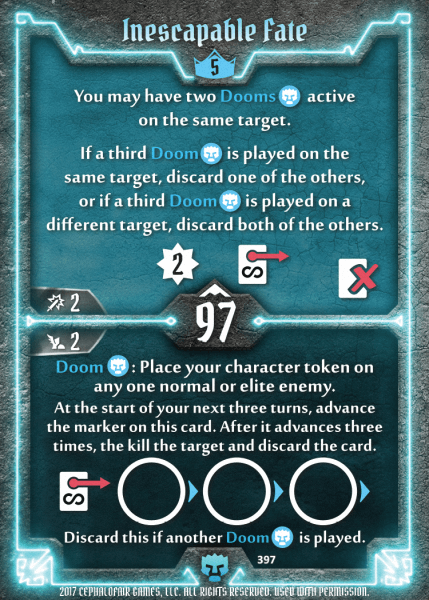 Inescapable Fate
5
You may have two Dooms active
on the same target.
If a third Doom is played on the
same target, discard one of the others,
or if a third Doom is played on a
different target, discard both of the others.
2
2
97
2
Doom : Place your character token on
any one normal or elite enemy.
At the start of your next three turns, advance
the marker on this card. After it advances three
times, the kill the target and discard the card.
Discard this if another Doom is played.
397
2017 Cephalofair Games, LLC. All rights reserved. Used with permission.